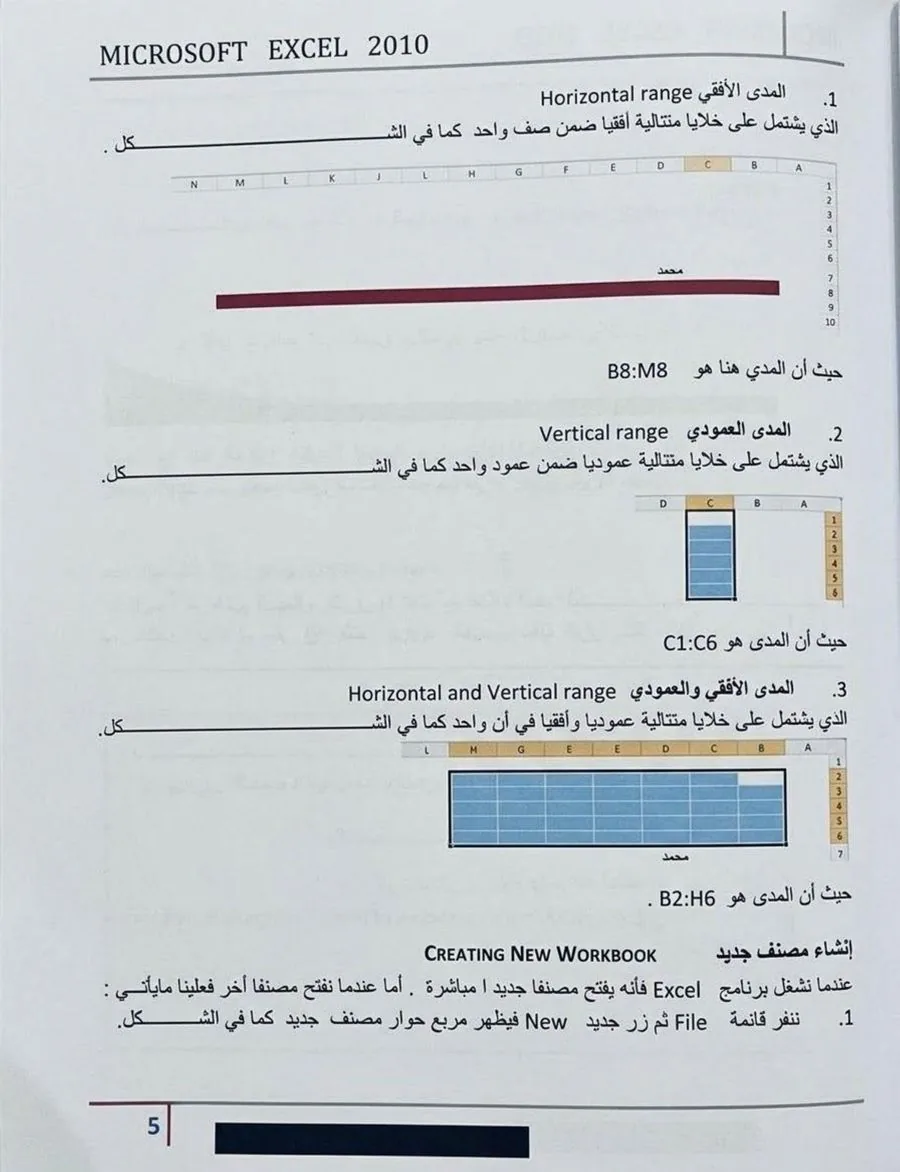 MICROSOFT EXCEL 2010
1. المدى الأفقي Horizontal range
الذي يشتمل على خلايا متتالية أفقيا ضمن صف واحد كما في الشـــــــــكل .
A B C D E F G H L J K L M N
1
2
3
4
5
6
محمد
7
8
9
10
حيث أن المدي هنا هو B8:M8
2. المدى العمودي Vertical range
الذي يشتمل على خلايا متتالية عموديا ضمن عمود واحد كما في الشـــــــــكل.
A B C D
1
2
3
4
5
6
حيث أن المدى هو C1:C6
3. المدى الأفقي والعمودي Horizontal and Vertical range
الذي يشتمل على خلايا متتالية عموديا وأفقيا في أن واحد كما في الشـــــــــكل.
A B C D E E G M L
1
2
3
4
5
6
7
محمد
حيث أن المدى هو B2:H6 .
إنشاء مصنف جديد CREATING NEW WORKBOOK
عندما نشغل برنامج Excel فأنه يفتح مصنفا جديد ا مباشرة . أما عندما نفتح مصنفا أخر فعلينا مايأتـــي :
1. ننفر قائمة File ثم زر جديد New فيظهر مربع حوار مصنف جديد كما في الشـــــــكل.
5